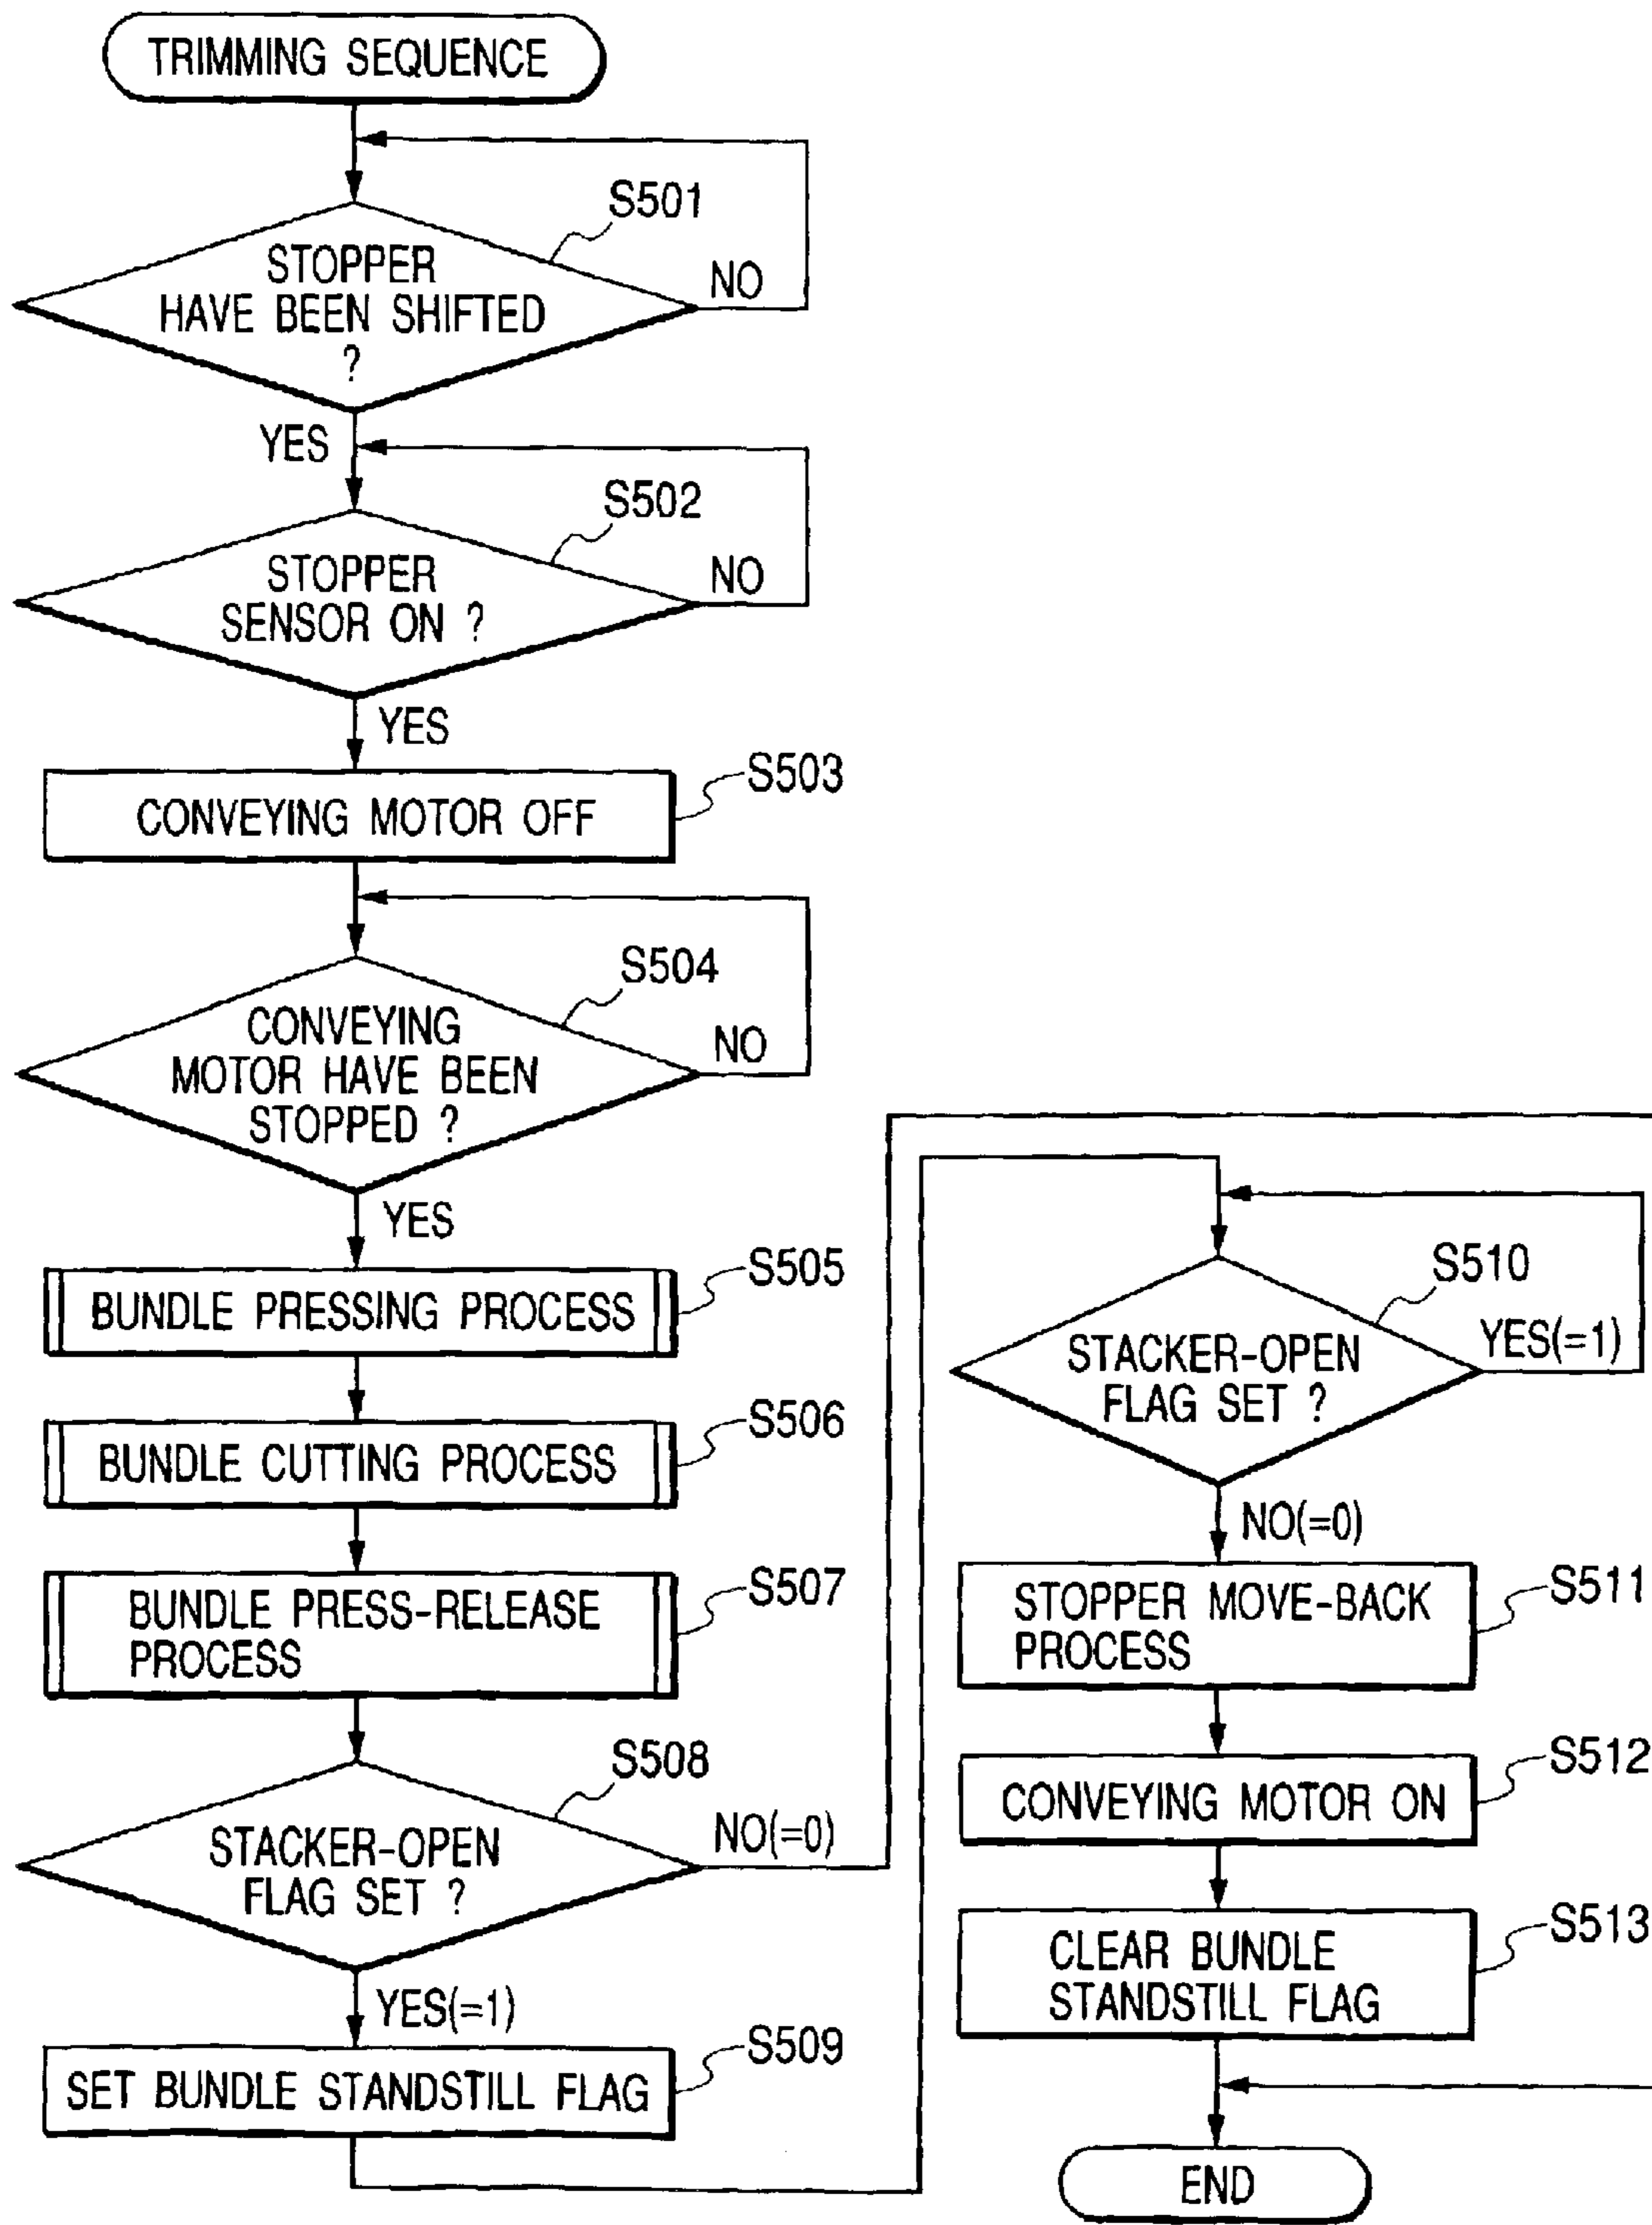 TRIMMING SEQUENCE
S501
STOPPER
HAVE BEEN SHIFTED
?
NO
YES
S502
STOPPER
SENSOR ON ?
NO
YES
S503
CONVEYING MOTOR OFF
S504
CONVEYING
MOTOR HAVE BEEN
STOPPED ?
NO
YES
S505
BUNDLE PRESSING PROCESS
S506
BUNDLE CUTTING PROCESS
S507
BUNDLE PRESS-RELEASE
PROCESS
S508
STACKER-OPEN
FLAG SET ?
NO(=0)
YES(=1)
S509
SET BUNDLE STANDSTILL FLAG
S510
STACKER-OPEN
FLAG SET ?
YES(=1)
NO(=0)
S511
STOPPER MOVE-BACK
PROCESS
S512
CONVEYING MOTOR ON
S513
CLEAR BUNDLE
STANDSTILL FLAG
END